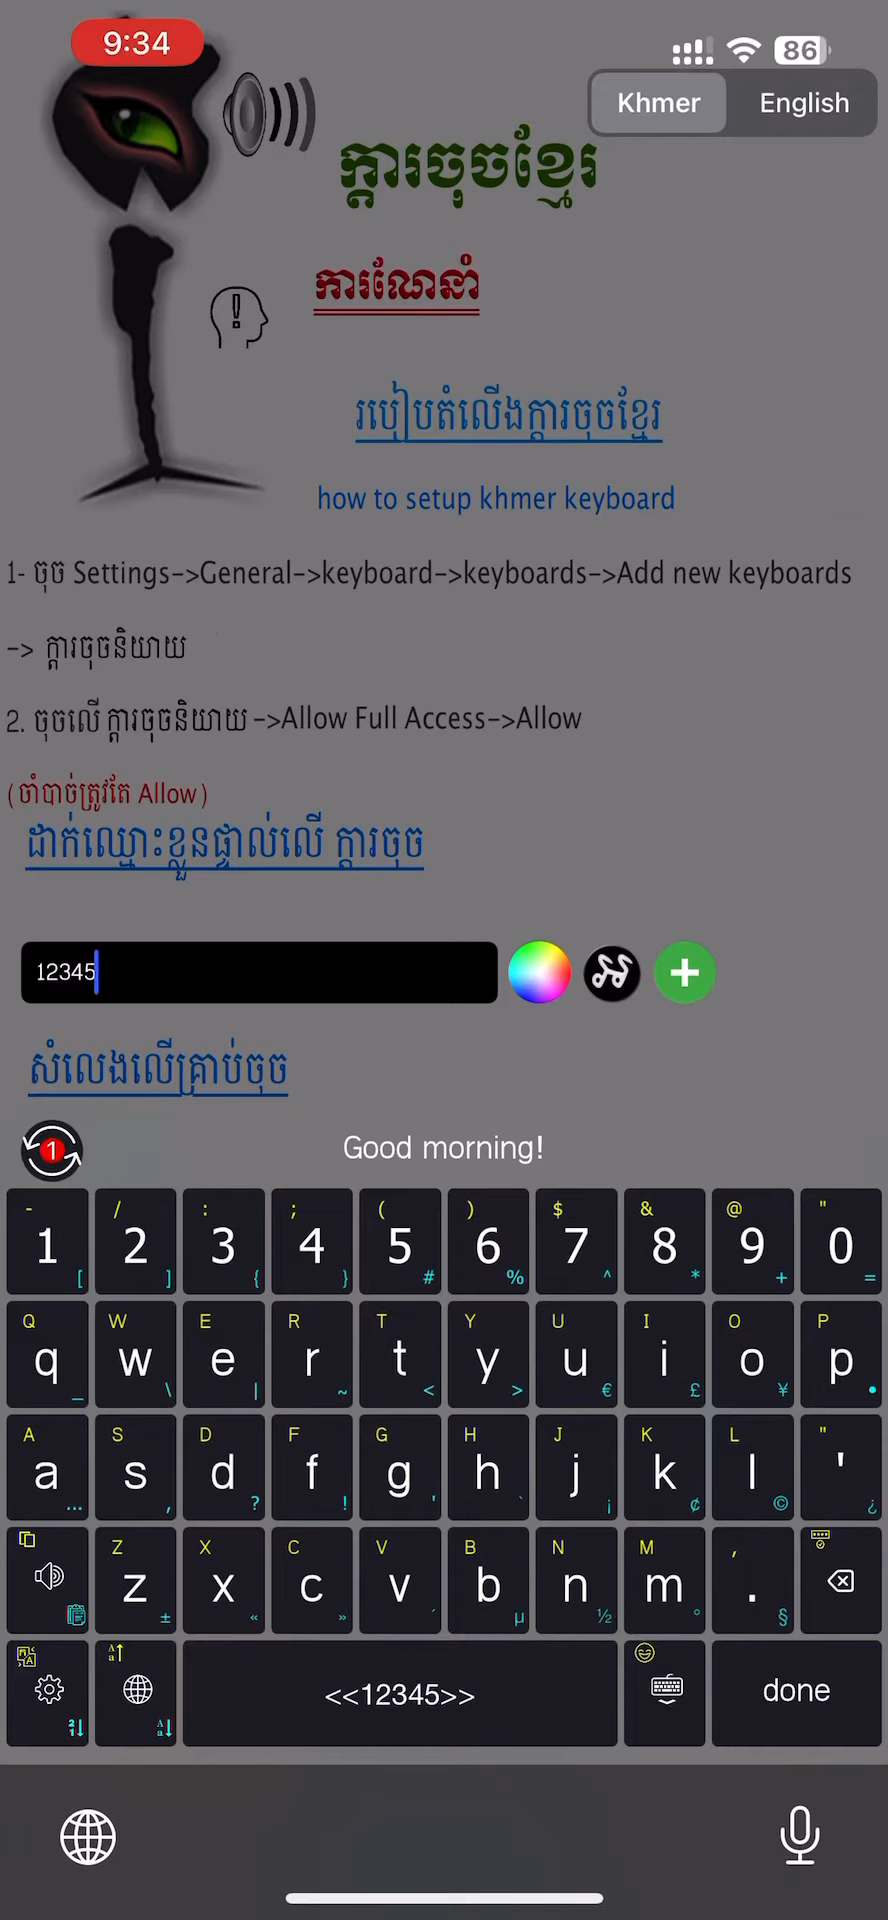 9:34
86
Khmer English
ក្ដារចុចខ្មែរ
ការណែនាំ
របៀបតំលើងក្ដារចុចខ្មែរ
how to setup khmer keyboard
1- ចុច Settings->General->keyboard->keyboards->Add new keyboards
-> ក្ដារចុចនិយាយ
2. ចុចលើ ក្ដារចុចនិយាយ ->Allow Full Access->Allow
(ចាំបាច់ត្រូវតែ Allow)
ដាក់ឈ្មោះខ្លួនផ្ទាល់លើ ក្ដារចុច
12345
សំលេងលើគ្រាប់ចុច
1 Good morning!
- / : ; ( ) $ & @ "
1 2 3 4 5 6 7 8 9 0
[ ] { } # % ^ * + =
Q W E R T Y U I O P
q w e r t y u i o p
_ \ | ~ < > € £ ¥ •
A S D F G H J K L "
a s d f g h j k l '
... , ? ! ' ` ¡ ¢ © ¿
Z X C V B N M ,
z x c v b n m .
± « » ´ µ ½ ° §
<<12345>> done